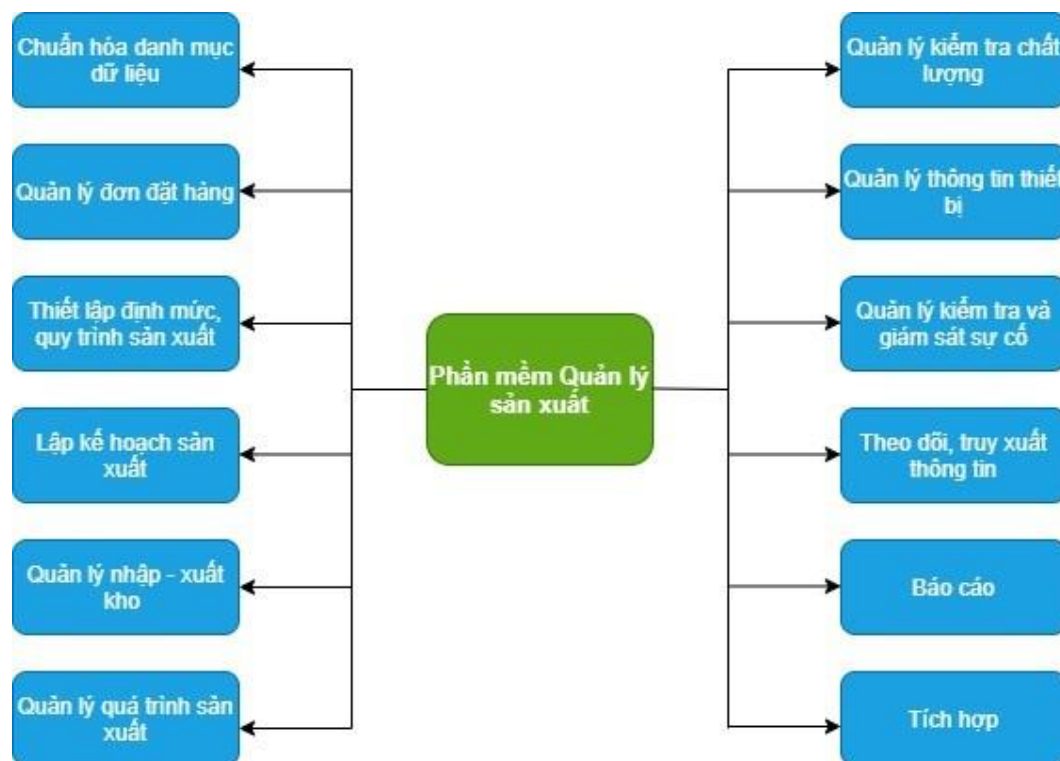 Chuẩn hóa danh mục
dữ liệu
Quản lý đơn đặt hàng
Thiết lập định mức,
quy trình sản xuất
Lập kế hoạch sản
xuất
Quản lý nhập - xuất
kho
Quản lý quá trình sản
xuất
Phần mềm Quản lý
sản xuất
Quản lý kiểm tra chất
lượng
Quản lý thông tin thiết
bị
Quản lý kiểm tra và
giám sát sự cố
Theo dõi, truy xuất
thông tin
Báo cáo
Tích hợp